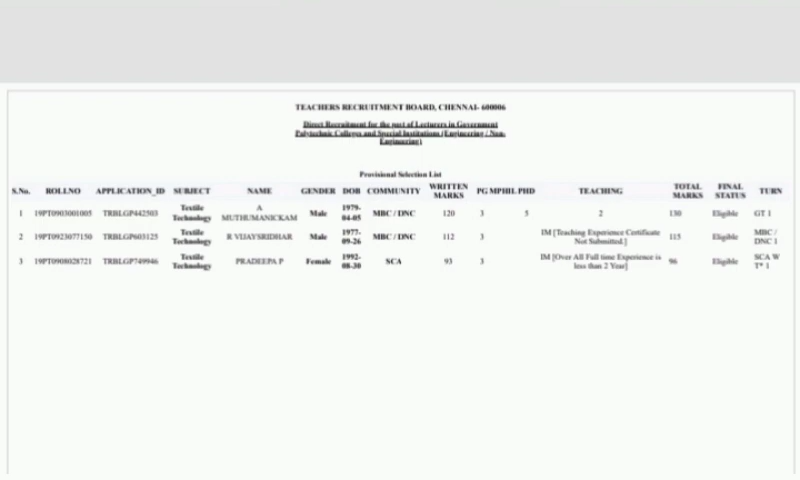 TEACHERS RECRUITMENT BOARD, CHENNAI- 600006
Direct Recruitment for the post of Lecturers in Government
Polytechnic Colleges and Special Institutions (Engineering / Non-
Engineering)
Provisional Selection List
S.No. ROLLNO APPLICATION_ID SUBJECT NAME GENDER DOB COMMUNITY WRITTEN MARKS PG MPHIL PHD TEACHING TOTAL MARKS FINAL STATUS TURN
1 19PT0903001005 TRBLGP442503 Textile Technology A MUTHUMANICKAM Male 1979-04-05 MBC / DNC 120 3 5 2 130 Eligible GT 1
2 19PT0923077150 TRBLGP603125 Textile Technology R VIJAYSRIDHAR Male 1977-09-26 MBC / DNC 112 3 IM [Teaching Experience Certificate Not Submitted.] 115 Eligible MBC / DNC 1
3 19PT0908028721 TRBLGP749946 Textile Technology PRADEEPA P Female 1992-08-30 SCA 93 3 IM [Over All Full time Experience is less than 2 Year] 96 Eligible SCA W T* 1